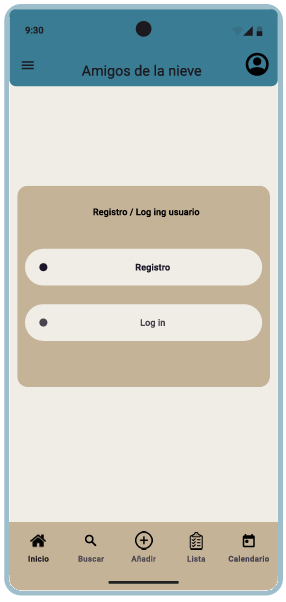 9:30
Amigos de la nieve
Registro / Log ing usuario
Registro
Log in
Inicio Buscar Añadir Lista Calendario